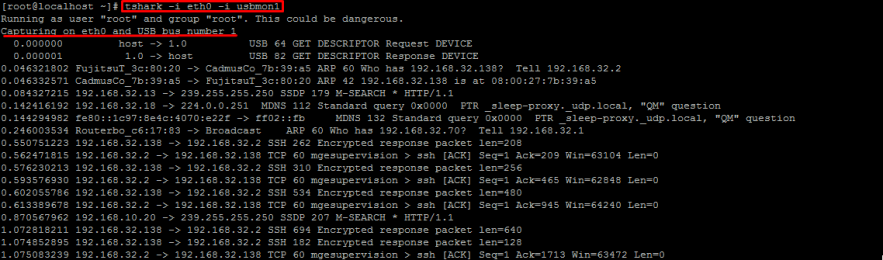 [root@localhost ~]# tshark -i eth0 -i usbmon1
Running as user "root" and group "root". This could be dangerous.
Capturing on eth0 and USB bus number 1
0.000000 host -> 1.0 USB 64 GET DESCRIPTOR Request DEVICE
0.000001 1.0 -> host USB 82 GET DESCRIPTOR Response DEVICE
0.046321802 FujitsuT_3c:80:20 -> CadmusCo_7b:39:a5 ARP 60 Who has 192.168.32.138? Tell 192.168.32.2
0.046332571 CadmusCo_7b:39:a5 -> FujitsuT_3c:80:20 ARP 42 192.168.32.138 is at 08:00:27:7b:39:a5
0.084327215 192.168.32.13 -> 239.255.255.250 SSDP 179 M-SEARCH * HTTP/1.1
0.142416192 192.168.32.18 -> 224.0.0.251 MDNS 112 Standard query 0x0000 PTR _sleep-proxy._udp.local, "QM" question
0.144294982 fe80::1c97:8e4c:4070:e22f -> ff02::fb MDNS 132 Standard query 0x0000 PTR _sleep-proxy._udp.local, "QM" question
0.246003534 Routerbo_c6:17:83 -> Broadcast ARP 60 Who has 192.168.32.70? Tell 192.168.32.1
0.550751223 192.168.32.138 -> 192.168.32.2 SSH 262 Encrypted response packet len=208
0.562471815 192.168.32.2 -> 192.168.32.138 TCP 60 mgesupervision > ssh [ACK] Seq=1 Ack=209 Win=63104 Len=0
0.576230213 192.168.32.138 -> 192.168.32.2 SSH 310 Encrypted response packet len=256
0.593576930 192.168.32.2 -> 192.168.32.138 TCP 60 mgesupervision > ssh [ACK] Seq=1 Ack=465 Win=62848 Len=0
0.602055786 192.168.32.138 -> 192.168.32.2 SSH 534 Encrypted response packet len=480
0.613389678 192.168.32.2 -> 192.168.32.138 TCP 60 mgesupervision > ssh [ACK] Seq=1 Ack=945 Win=64240 Len=0
0.870567962 192.168.10.20 -> 239.255.255.250 SSDP 207 M-SEARCH * HTTP/1.1
1.072818211 192.168.32.138 -> 192.168.32.2 SSH 694 Encrypted response packet len=640
1.074852895 192.168.32.138 -> 192.168.32.2 SSH 182 Encrypted response packet len=128
1.075083239 192.168.32.2 -> 192.168.32.138 TCP 60 mgesupervision > ssh [ACK] Seq=1 Ack=1713 Win=63472 Len=0